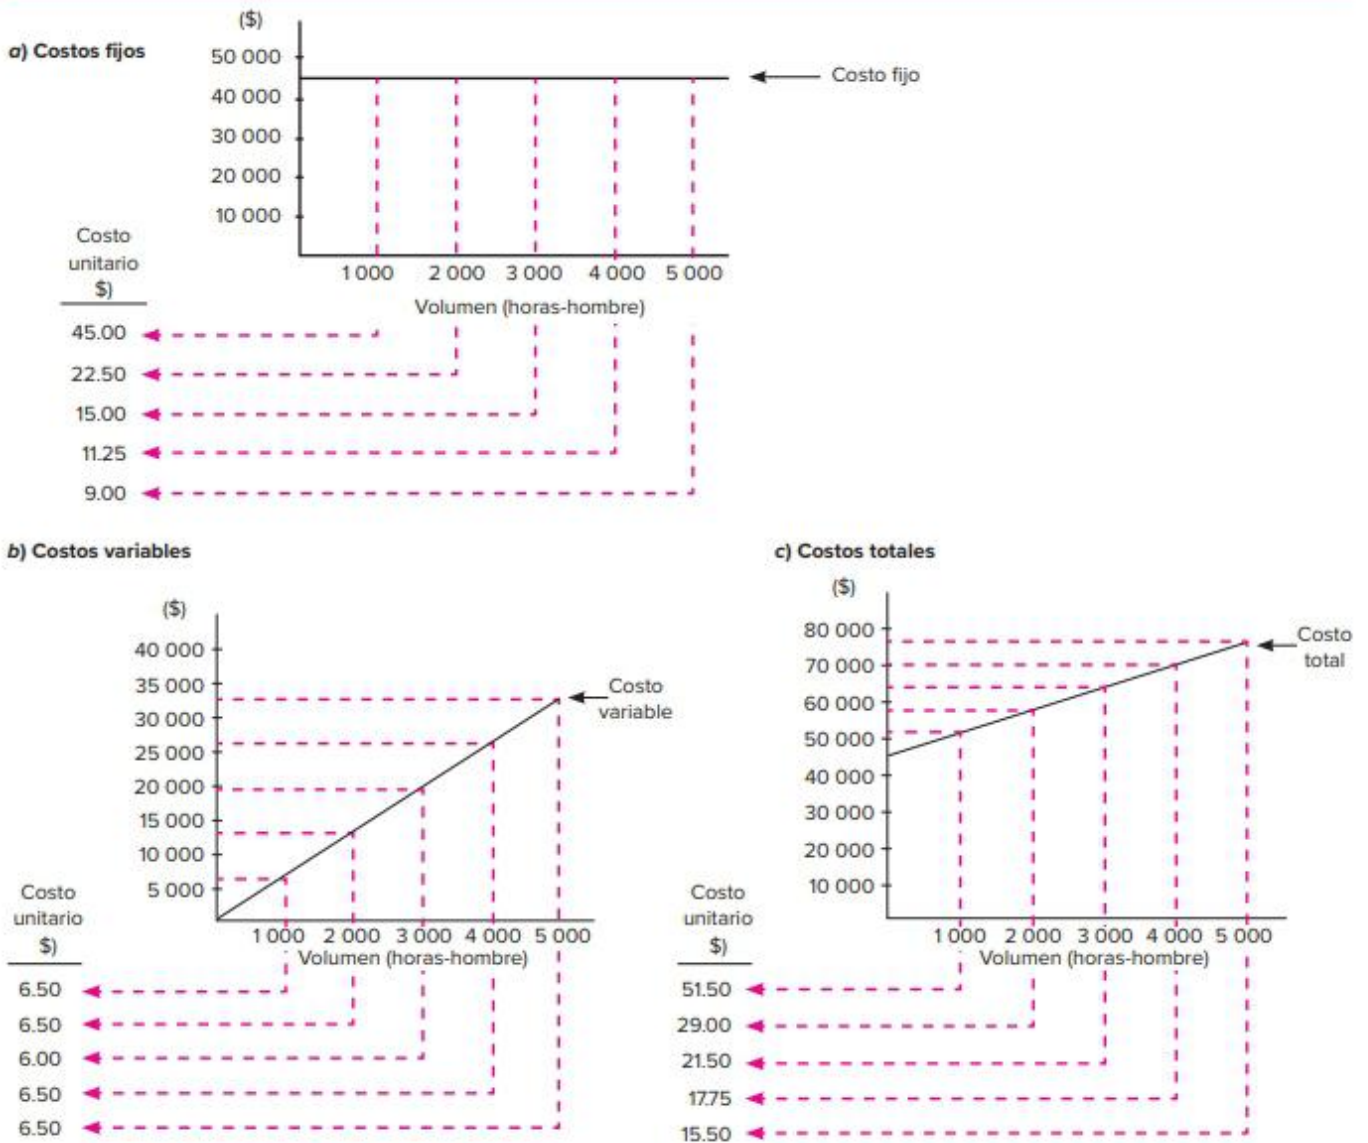 a) Costos fijos
($)
50 000
40 000
30 000
20 000
10 000
Costo fijo
1 000 2 000 3 000 4 000 5 000
Volumen (horas-hombre)
Costo
unitario
$)
45.00
22.50
15.00
11.25
9.00
b) Costos variables
($)
40 000
35 000
30 000
25 000
20 000
15 000
10 000
5 000
Costo
variable
1 000 2 000 3 000 4 000 5 000
Volumen (horas-hombre)
Costo
unitario
$)
6.50
6.50
6.00
6.50
6.50
c) Costos totales
($)
80 000
70 000
60 000
50 000
40 000
30 000
20 000
10 000
Costo
total
1 000 2 000 3 000 4 000 5 000
Volumen (horas-hombre)
Costo
unitario
$)
51.50
29.00
21.50
17.75
15.50